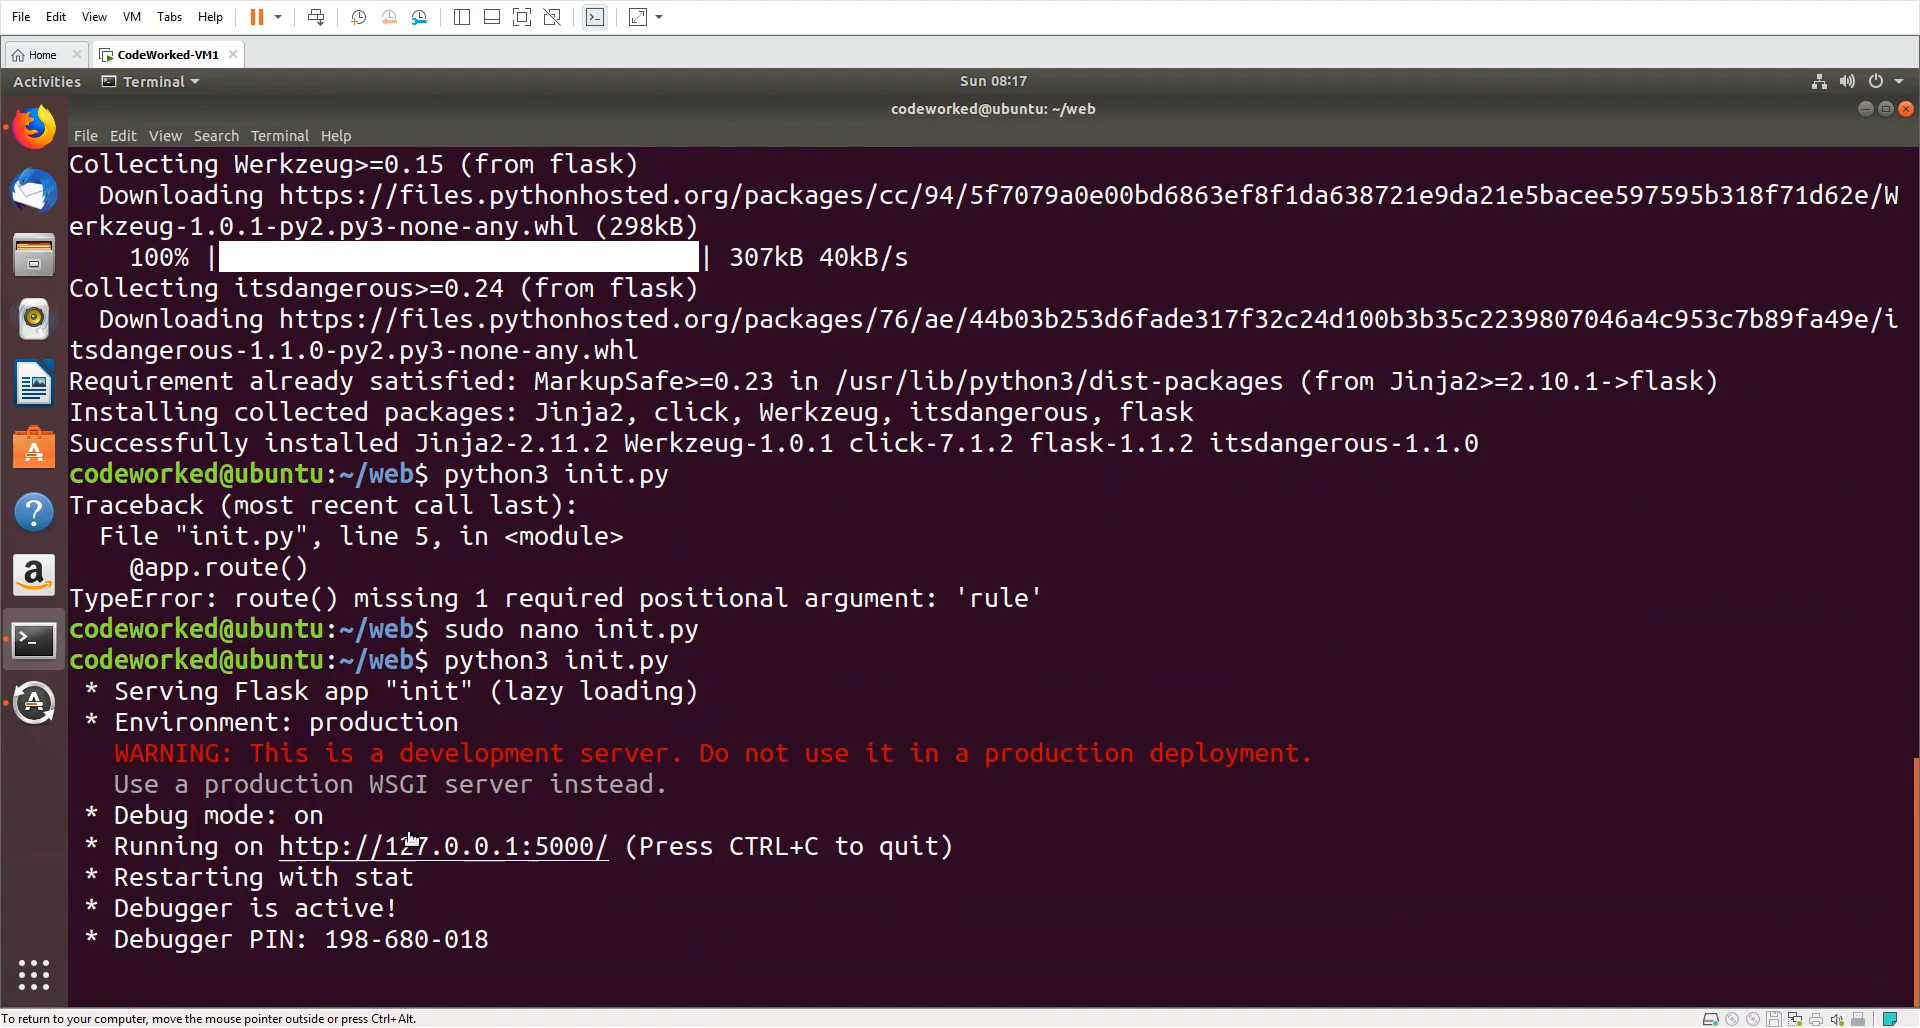 File Edit View VM Tabs Help
Home CodeWorked-VM1
Activities Terminal Sun 08:17
codeworked@ubuntu: ~/web
File Edit View Search Terminal Help
Collecting Werkzeug>=0.15 (from flask)
  Downloading https://files.pythonhosted.org/packages/cc/94/5f7079a0e00bd6863ef8f1da638721e9da21e5bacee597595b318f71d62e/W
erkzeug-1.0.1-py2.py3-none-any.whl (298kB)
    100% | | 307kB 40kB/s
Collecting itsdangerous>=0.24 (from flask)
  Downloading https://files.pythonhosted.org/packages/76/ae/44b03b253d6fade317f32c24d100b3b35c2239807046a4c953c7b89fa49e/i
tsdangerous-1.1.0-py2.py3-none-any.whl
Requirement already satisfied: MarkupSafe>=0.23 in /usr/lib/python3/dist-packages (from Jinja2>=2.10.1->flask)
Installing collected packages: Jinja2, click, Werkzeug, itsdangerous, flask
Successfully installed Jinja2-2.11.2 Werkzeug-1.0.1 click-7.1.2 flask-1.1.2 itsdangerous-1.1.0
codeworked@ubuntu:~/web$ python3 init.py
Traceback (most recent call last):
  File "init.py", line 5, in <module>
    @app.route()
TypeError: route() missing 1 required positional argument: 'rule'
codeworked@ubuntu:~/web$ sudo nano init.py
codeworked@ubuntu:~/web$ python3 init.py
 * Serving Flask app "init" (lazy loading)
 * Environment: production
   WARNING: This is a development server. Do not use it in a production deployment.
   Use a production WSGI server instead.
 * Debug mode: on
 * Running on http://127.0.0.1:5000/ (Press CTRL+C to quit)
 * Restarting with stat
 * Debugger is active!
 * Debugger PIN: 198-680-018
To return to your computer, move the mouse pointer outside or press Ctrl+Alt.